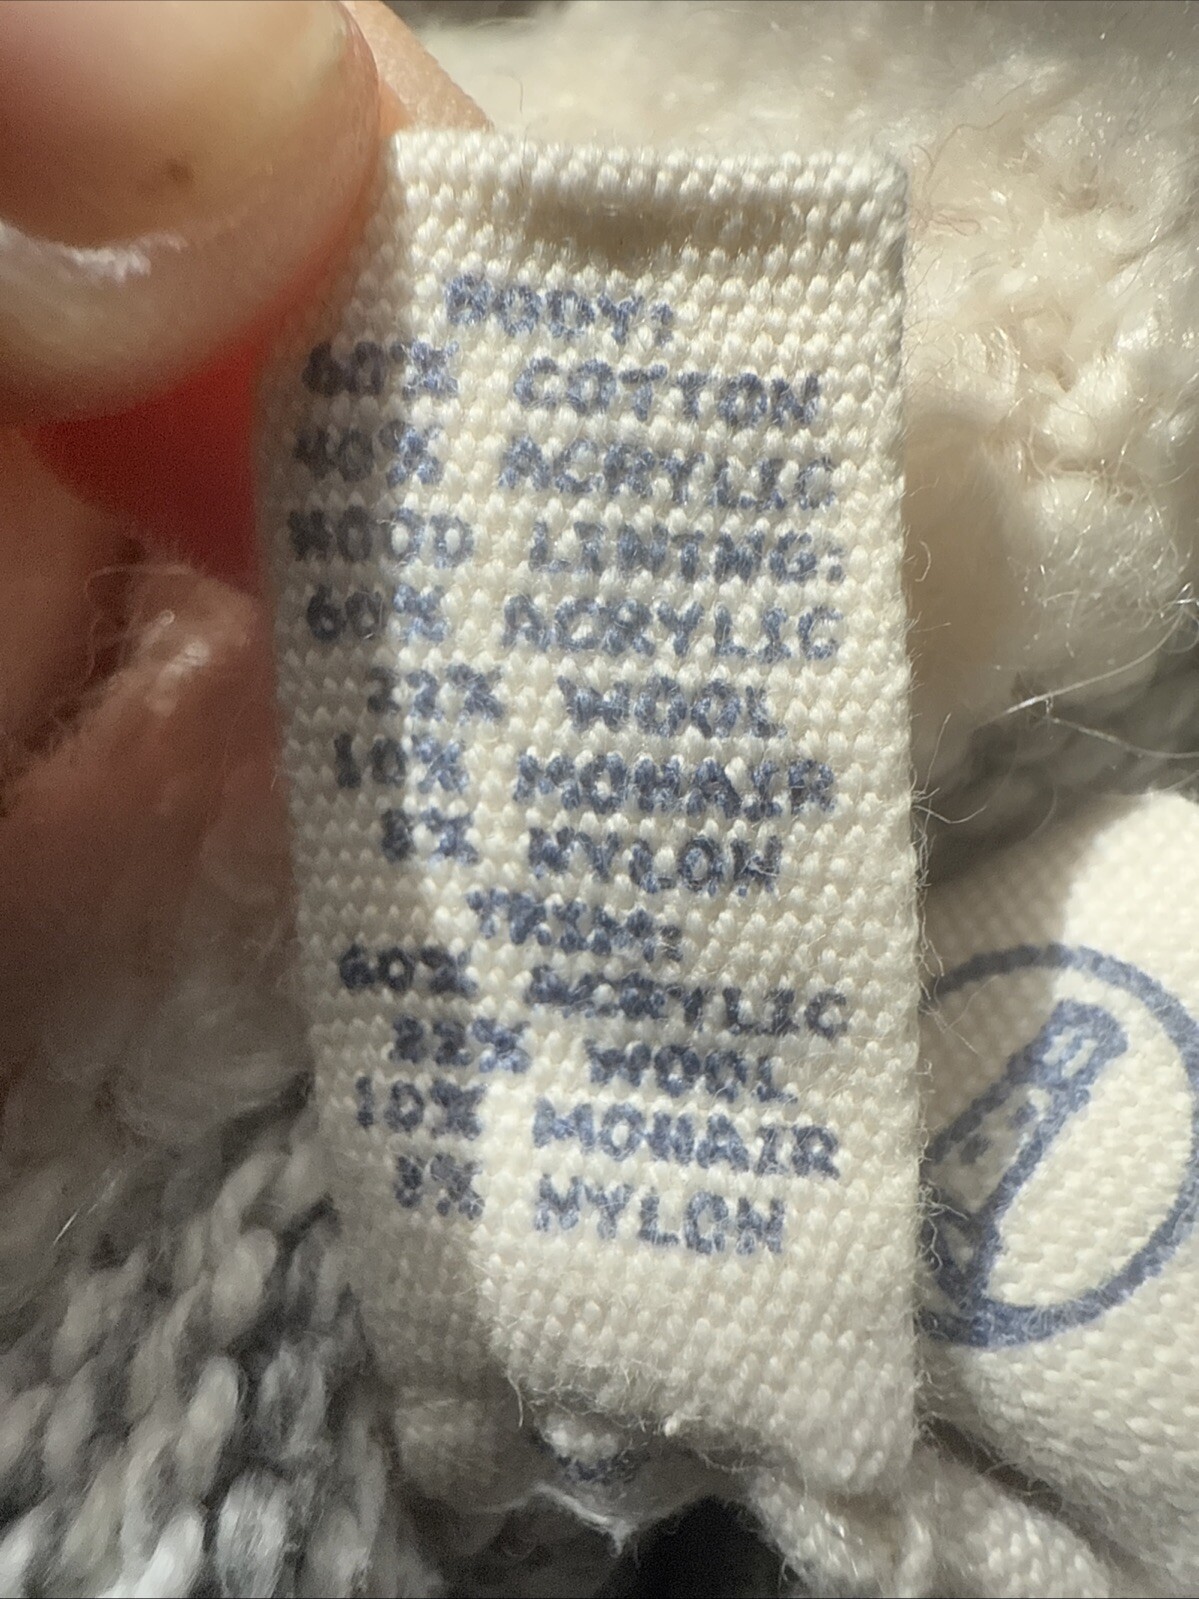 BODY:
60% COTTON
40% ACRYLIC
HOOD LINING:
60% ACRYLIC
22% WOOL
10% MOHAIR
8% NYLON
TRIM:
60% ACRYLIC
22% WOOL
10% MOHAIR
8% NYLON